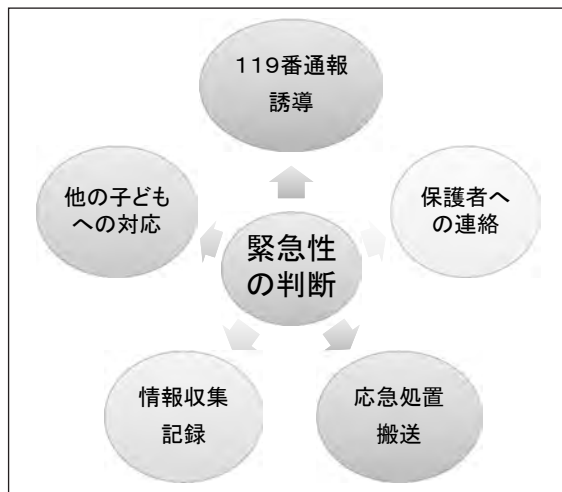 119番通報
誘導
他の子ども
への対応
保護者へ
の連絡
緊急性
の判断
情報収集
記録
応急処置
搬送